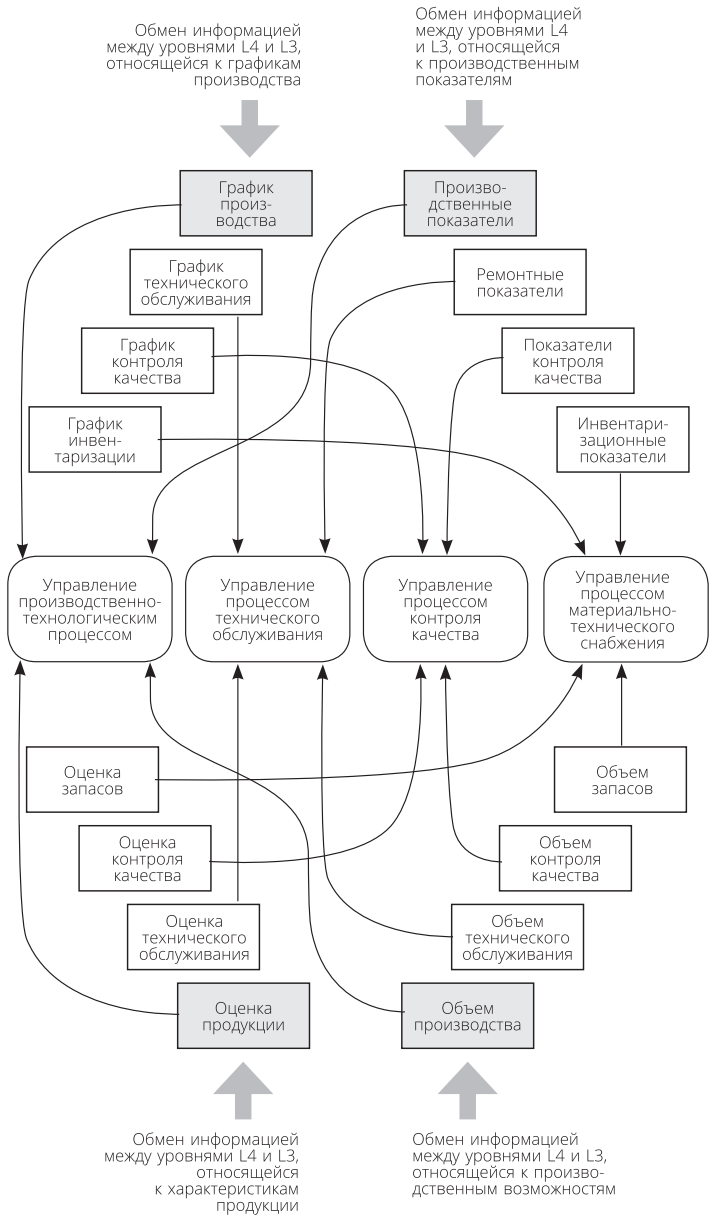 Обмен информацией
между уровнями L4 и L3,
относящейся к графикам
производства
Обмен информацией
между уровнями L4
и L3, относящейся
к производственным
показателям
График
произ-
водства
Произво-
дственные
показатели
График
технического
обслуживания
Ремонтные
показатели
График
контроля
качества
Показатели
контроля
качества
График
инвен-
таризации
Инвентари-
зационные
показатели
Управление
производственно-
технологическим
процессом
Управление
процессом
технического
обслуживания
Управление
процессом
контроля
качества
Управление
процессом
материально-
технического
снабжения
Оценка
запасов
Объем
запасов
Оценка
контроля
качества
Объем
контроля
качества
Оценка
технического
обслуживания
Объем
технического
обслуживания
Оценка
продукции
Объем
производства
Обмен информацией
между уровнями L4 и L3,
относящейся
к характеристикам
продукции
Обмен информацией
между уровнями L4 и L3,
относящейся к произво-
дственным возможностям